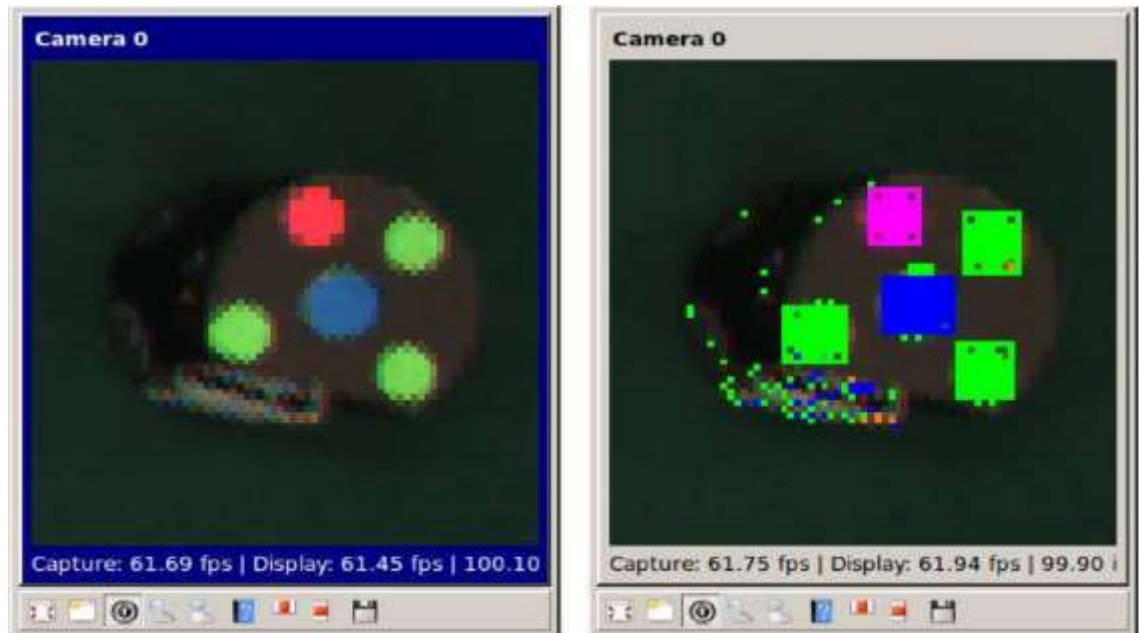 Camera 0
Capture: 61.69 fps | Display: 61.45 fps | 100.10
Camera 0
Capture: 61.75 fps | Display: 61.94 fps | 99.90 i